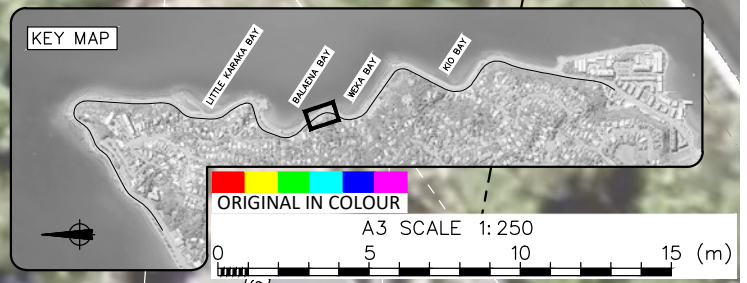 KEY MAP
LITTLE KARAKA BAY
BALAENA BAY
WEKA BAY
KIO BAY
ORIGINAL IN COLOUR
A3 SCALE 1:250
0 5 10 15 (m)